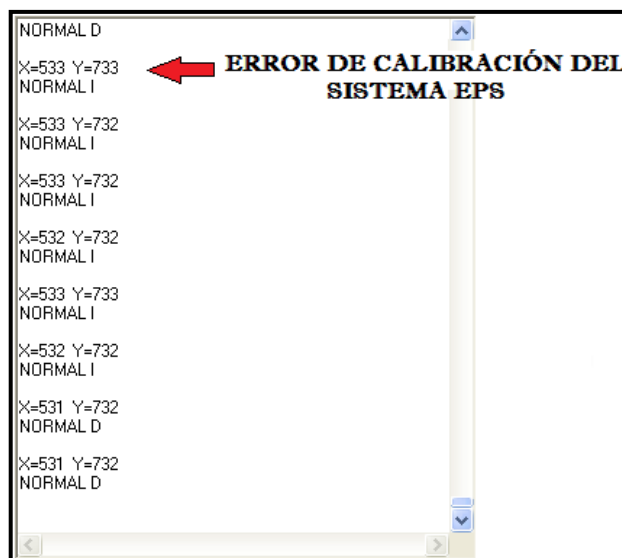 NORMAL D
X=533 Y=733
NORMAL I
ERROR DE CALIBRACIÓN DEL
SISTEMA EPS
X=533 Y=732
NORMAL I
X=533 Y=732
NORMAL I
X=532 Y=732
NORMAL I
X=533 Y=733
NORMAL I
X=532 Y=732
NORMAL I
X=531 Y=732
NORMAL D
X=531 Y=732
NORMAL D